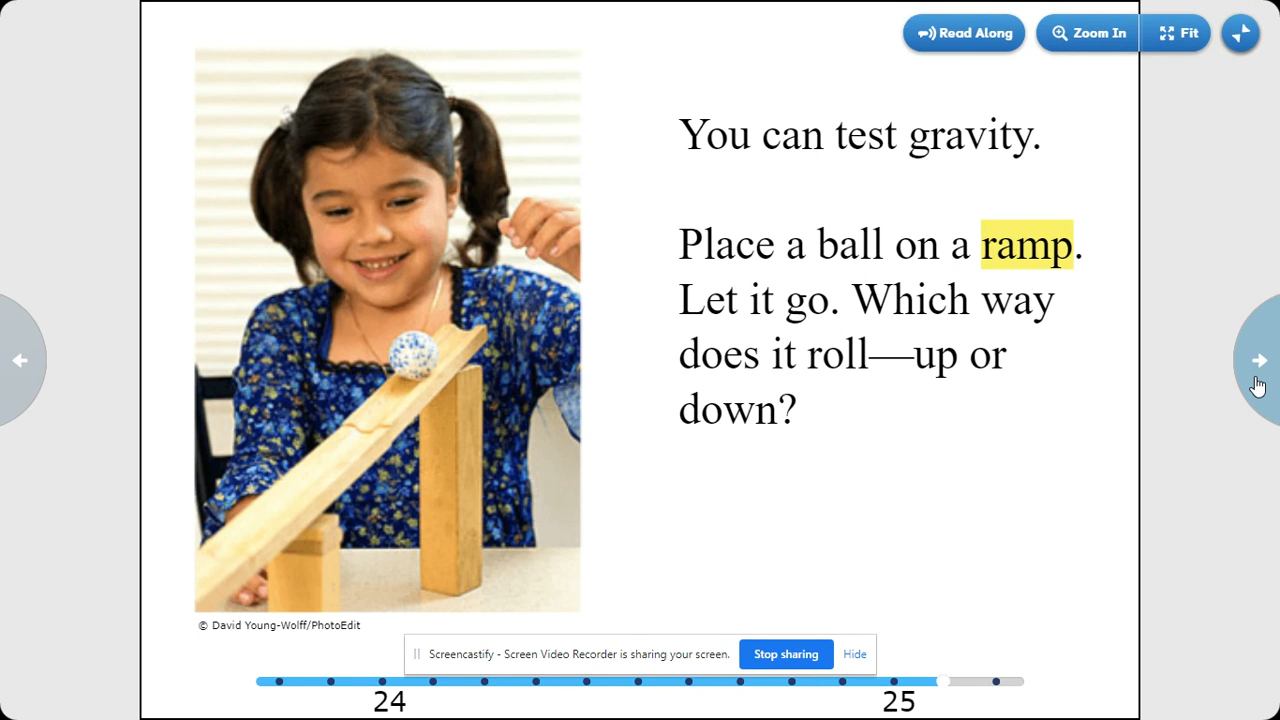 Read Along
Zoom In
Fit
You can test gravity.
Place a ball on a ramp.
Let it go. Which way
does it roll—up or
down?
© David Young-Wolff/PhotoEdit
Screencastify - Screen Video Recorder is sharing your screen.
Stop sharing
Hide
24
25